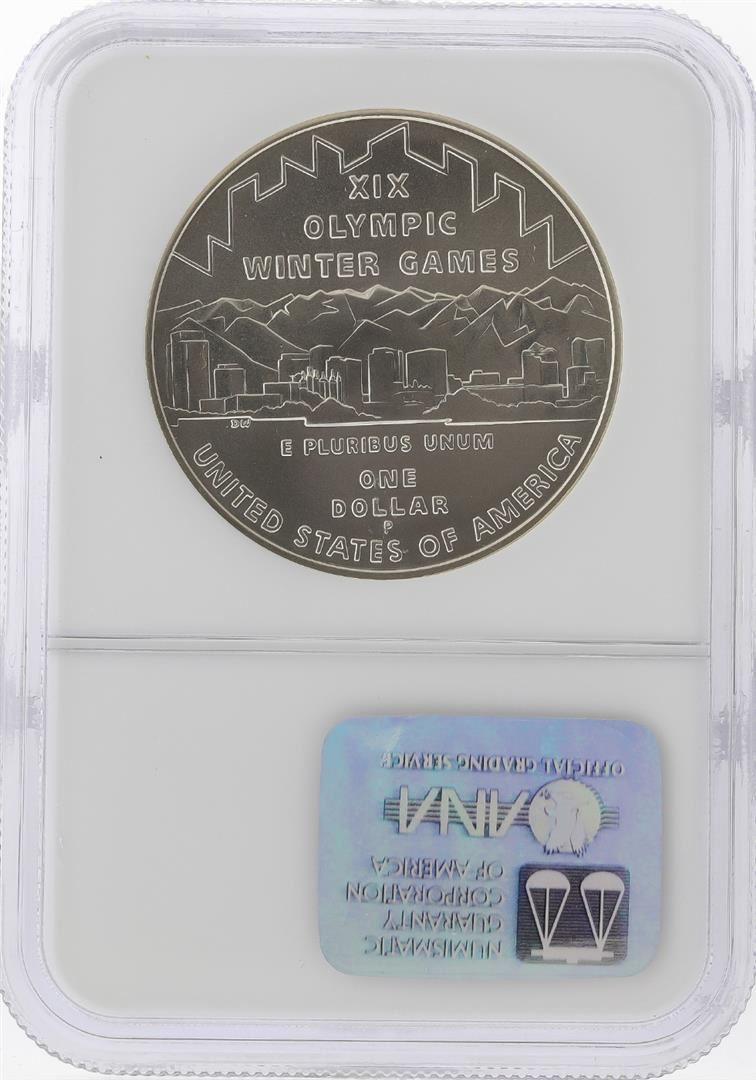 XIX
OLYMPIC
WINTER GAMES
DW
E PLURIBUS UNUM
ONE
DOLLAR
P
UNITED STATES OF AMERICA
NUMISMATIC
GUARANTY
CORPORATION
OF AMERICA
ANA
OFFICIAL GRADING SERVICE